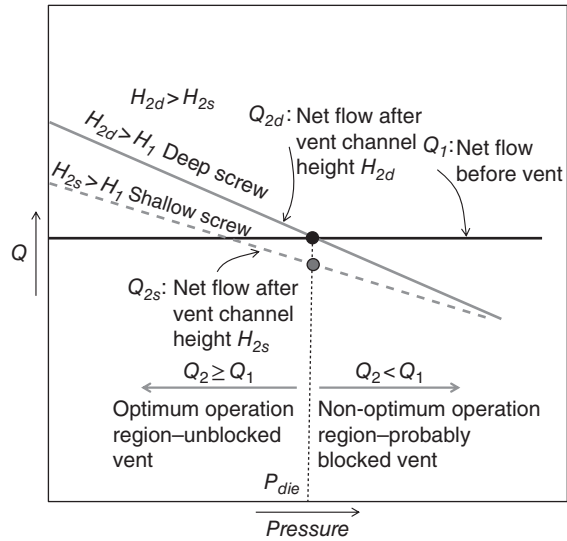 H2d > H2s
Q2d: Net flow after
vent channel
height H2d
Q1: Net flow
before vent
H2d > H1 Deep screw
H2s > H1 Shallow screw
Q
Q2s: Net flow after
vent channel
height H2s
Q2 ≥ Q1
Q2 < Q1
Optimum operation
region–unblocked
vent
Non-optimum operation
region–probably
blocked vent
Pdie
Pressure